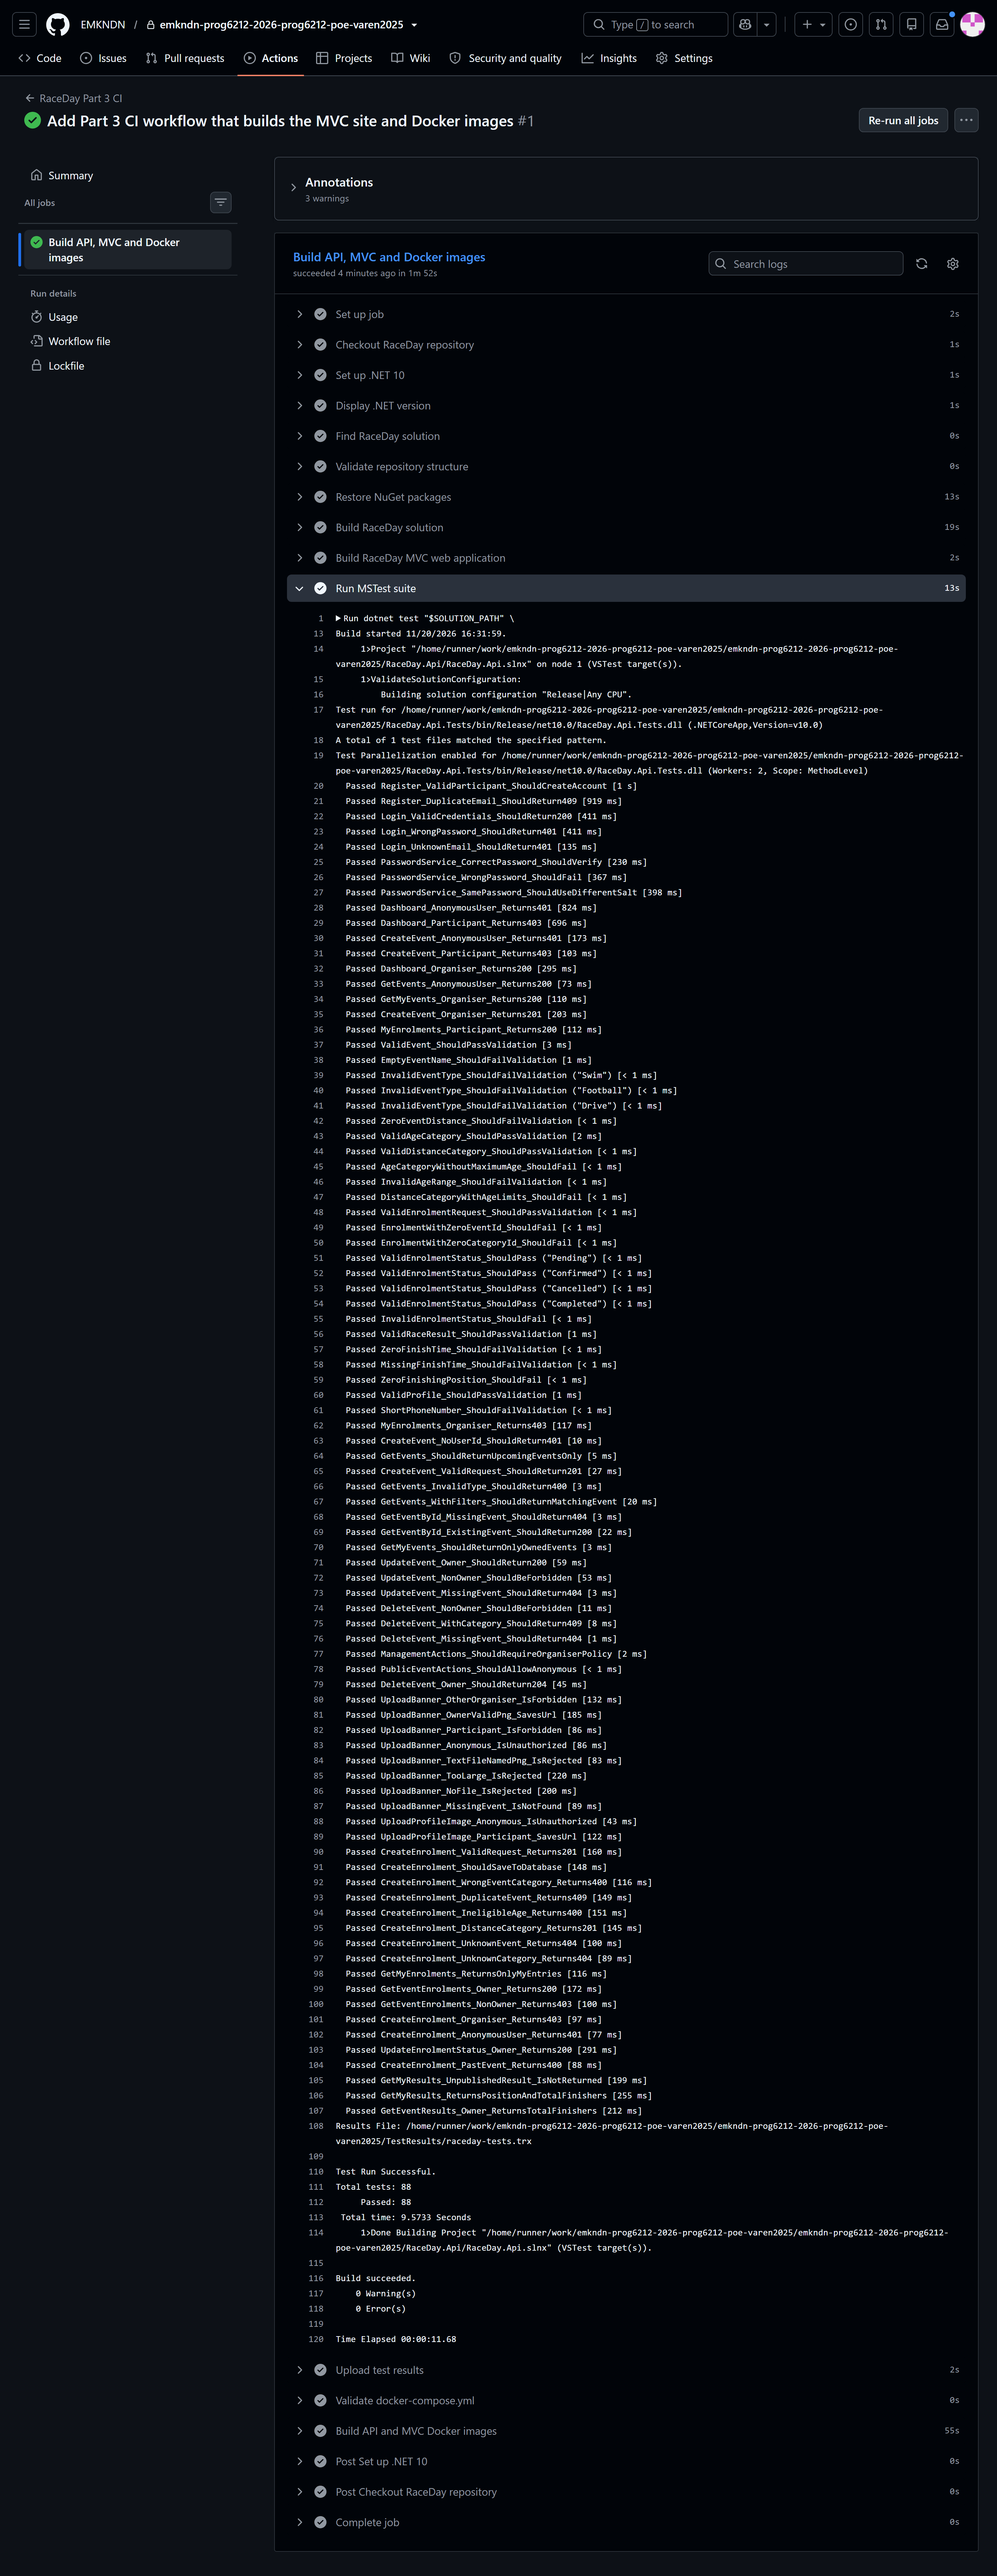 EMKNDN / emkndn-prog6212-2026-prog6212-poe-varen2025
Type / to search
Code Issues Pull requests Actions Projects Wiki Security and quality Insights Settings
RaceDay Part 3 CI
Add Part 3 CI workflow that builds the MVC site and Docker images #1
Re-run all jobs
Summary
All jobs
Build API, MVC and Docker
images
Run details
Usage
Workflow file
Lockfile
Annotations
3 warnings
Build API, MVC and Docker images
succeeded 4 minutes ago in 1m 52s
Search logs
Set up job 2s
Checkout RaceDay repository 1s
Set up .NET 10 1s
Display .NET version 1s
Find RaceDay solution 0s
Validate repository structure 0s
Restore NuGet packages 13s
Build RaceDay solution 19s
Build RaceDay MVC web application 2s
Run MSTest suite 13s
1 Run dotnet test "$SOLUTION_PATH" \
13 Build started 11/20/2026 16:31:59.
14 1>Project "/home/runner/work/emkndn-prog6212-2026-prog6212-poe-varen2025/emkndn-prog6212-2026-prog6212-poe-
varen2025/RaceDay.Api/RaceDay.Api.slnx" on node 1 (VSTest target(s)).
15 1>ValidateSolutionConfiguration:
16 Building solution configuration "Release|Any CPU".
17 Test run for /home/runner/work/emkndn-prog6212-2026-prog6212-poe-varen2025/emkndn-prog6212-2026-prog6212-poe-
varen2025/RaceDay.Api.Tests/bin/Release/net10.0/RaceDay.Api.Tests.dll (.NETCoreApp,Version=v10.0)
18 A total of 1 test files matched the specified pattern.
19 Test Parallelization enabled for /home/runner/work/emkndn-prog6212-2026-prog6212-poe-varen2025/emkndn-prog6212-2026-prog6212-
poe-varen2025/RaceDay.Api.Tests/bin/Release/net10.0/RaceDay.Api.Tests.dll (Workers: 2, Scope: MethodLevel)
20 Passed Register_ValidParticipant_ShouldCreateAccount [1 s]
21 Passed Register_DuplicateEmail_ShouldReturn409 [919 ms]
22 Passed Login_ValidCredentials_ShouldReturn200 [411 ms]
23 Passed Login_WrongPassword_ShouldReturn401 [411 ms]
24 Passed Login_UnknownEmail_ShouldReturn401 [135 ms]
25 Passed PasswordService_CorrectPassword_ShouldVerify [230 ms]
26 Passed PasswordService_WrongPassword_ShouldFail [367 ms]
27 Passed PasswordService_SamePassword_ShouldUseDifferentSalt [398 ms]
28 Passed Dashboard_AnonymousUser_Returns401 [824 ms]
29 Passed Dashboard_Participant_Returns403 [696 ms]
30 Passed CreateEvent_AnonymousUser_Returns401 [173 ms]
31 Passed CreateEvent_Participant_Returns403 [103 ms]
32 Passed Dashboard_Organiser_Returns200 [295 ms]
33 Passed GetEvents_AnonymousUser_Returns200 [73 ms]
34 Passed GetMyEvents_Organiser_Returns200 [110 ms]
35 Passed CreateEvent_Organiser_Returns201 [203 ms]
36 Passed MyEnrolments_Participant_Returns200 [112 ms]
37 Passed ValidEvent_ShouldPassValidation [3 ms]
38 Passed EmptyEventName_ShouldFailValidation [1 ms]
39 Passed InvalidEventType_ShouldFailValidation ("Swim") [< 1 ms]
40 Passed InvalidEventType_ShouldFailValidation ("Football") [< 1 ms]
41 Passed InvalidEventType_ShouldFailValidation ("Drive") [< 1 ms]
42 Passed ZeroEventDistance_ShouldFailValidation [< 1 ms]
43 Passed ValidAgeCategory_ShouldPassValidation [2 ms]
44 Passed ValidDistanceCategory_ShouldPassValidation [< 1 ms]
45 Passed AgeCategoryWithoutMaximumAge_ShouldFail [< 1 ms]
46 Passed InvalidAgeRange_ShouldFailValidation [< 1 ms]
47 Passed DistanceCategoryWithAgeLimits_ShouldFail [< 1 ms]
48 Passed ValidEnrolmentRequest_ShouldPassValidation [< 1 ms]
49 Passed EnrolmentWithZeroEventId_ShouldFail [< 1 ms]
50 Passed EnrolmentWithZeroCategoryId_ShouldFail [< 1 ms]
51 Passed ValidEnrolmentStatus_ShouldPass ("Pending") [< 1 ms]
52 Passed ValidEnrolmentStatus_ShouldPass ("Confirmed") [< 1 ms]
53 Passed ValidEnrolmentStatus_ShouldPass ("Cancelled") [< 1 ms]
54 Passed ValidEnrolmentStatus_ShouldPass ("Completed") [< 1 ms]
55 Passed InvalidEnrolmentStatus_ShouldFail [< 1 ms]
56 Passed ValidRaceResult_ShouldPassValidation [1 ms]
57 Passed ZeroFinishTime_ShouldFailValidation [< 1 ms]
58 Passed MissingFinishTime_ShouldFailValidation [< 1 ms]
59 Passed ZeroFinishingPosition_ShouldFail [< 1 ms]
60 Passed ValidProfile_ShouldPassValidation [1 ms]
61 Passed ShortPhoneNumber_ShouldFailValidation [< 1 ms]
62 Passed MyEnrolments_Organiser_Returns403 [117 ms]
63 Passed CreateEvent_NoUserId_ShouldReturn401 [10 ms]
64 Passed GetEvents_ShouldReturnUpcomingEventsOnly [5 ms]
65 Passed CreateEvent_ValidRequest_ShouldReturn201 [27 ms]
66 Passed GetEvents_InvalidType_ShouldReturn400 [3 ms]
67 Passed GetEvents_WithFilters_ShouldReturnMatchingEvent [20 ms]
68 Passed GetEventById_MissingEvent_ShouldReturn404 [3 ms]
69 Passed GetEventById_ExistingEvent_ShouldReturn200 [22 ms]
70 Passed GetMyEvents_ShouldReturnOnlyOwnedEvents [3 ms]
71 Passed UpdateEvent_Owner_ShouldReturn200 [59 ms]
72 Passed UpdateEvent_NonOwner_ShouldBeForbidden [53 ms]
73 Passed UpdateEvent_MissingEvent_ShouldReturn404 [3 ms]
74 Passed DeleteEvent_NonOwner_ShouldBeForbidden [11 ms]
75 Passed DeleteEvent_WithCategory_ShouldReturn409 [8 ms]
76 Passed DeleteEvent_MissingEvent_ShouldReturn404 [1 ms]
77 Passed ManagementActions_ShouldRequireOrganiserPolicy [2 ms]
78 Passed PublicEventActions_ShouldAllowAnonymous [< 1 ms]
79 Passed DeleteEvent_Owner_ShouldReturn204 [45 ms]
80 Passed UploadBanner_OtherOrganiser_IsForbidden [132 ms]
81 Passed UploadBanner_OwnerValidPng_SavesUrl [185 ms]
82 Passed UploadBanner_Participant_IsForbidden [86 ms]
83 Passed UploadBanner_Anonymous_IsUnauthorized [86 ms]
84 Passed UploadBanner_TextFileNamedPng_IsRejected [83 ms]
85 Passed UploadBanner_TooLarge_IsRejected [220 ms]
86 Passed UploadBanner_NoFile_IsRejected [200 ms]
87 Passed UploadBanner_MissingEvent_IsNotFound [89 ms]
88 Passed UploadProfileImage_Anonymous_IsUnauthorized [43 ms]
89 Passed UploadProfileImage_Participant_SavesUrl [122 ms]
90 Passed CreateEnrolment_ValidRequest_Returns201 [160 ms]
91 Passed CreateEnrolment_ShouldSaveToDatabase [148 ms]
92 Passed CreateEnrolment_WrongEventCategory_Returns400 [116 ms]
93 Passed CreateEnrolment_DuplicateEvent_Returns409 [149 ms]
94 Passed CreateEnrolment_IneligibleAge_Returns400 [151 ms]
95 Passed CreateEnrolment_DistanceCategory_Returns201 [145 ms]
96 Passed CreateEnrolment_UnknownEvent_Returns404 [100 ms]
97 Passed CreateEnrolment_UnknownCategory_Returns404 [89 ms]
98 Passed GetMyEnrolments_ReturnsOnlyMyEntries [116 ms]
99 Passed GetEventEnrolments_Owner_Returns200 [172 ms]
100 Passed GetEventEnrolments_NonOwner_Returns403 [100 ms]
101 Passed CreateEnrolment_Organiser_Returns403 [97 ms]
102 Passed CreateEnrolment_AnonymousUser_Returns401 [77 ms]
103 Passed UpdateEnrolmentStatus_Owner_Returns200 [291 ms]
104 Passed CreateEnrolment_PastEvent_Returns400 [88 ms]
105 Passed GetMyResults_UnpublishedResult_IsNotReturned [199 ms]
106 Passed GetMyResults_ReturnsPositionAndTotalFinishers [255 ms]
107 Passed GetEventResults_Owner_ReturnsTotalFinishers [212 ms]
108 Results File: /home/runner/work/emkndn-prog6212-2026-prog6212-poe-varen2025/emkndn-prog6212-2026-prog6212-poe-
varen2025/TestResults/raceday-tests.trx
109
110 Test Run Successful.
111 Total tests: 88
112 Passed: 88
113 Total time: 9.5733 Seconds
114 1>Done Building Project "/home/runner/work/emkndn-prog6212-2026-prog6212-poe-varen2025/emkndn-prog6212-2026-prog6212-
poe-varen2025/RaceDay.Api/RaceDay.Api.slnx" (VSTest target(s)).
115
116 Build succeeded.
117 0 Warning(s)
118 0 Error(s)
119
120 Time Elapsed 00:00:11.68
Upload test results 2s
Validate docker-compose.yml 0s
Build API and MVC Docker images 55s
Post Set up .NET 10 0s
Post Checkout RaceDay repository 0s
Complete job 0s